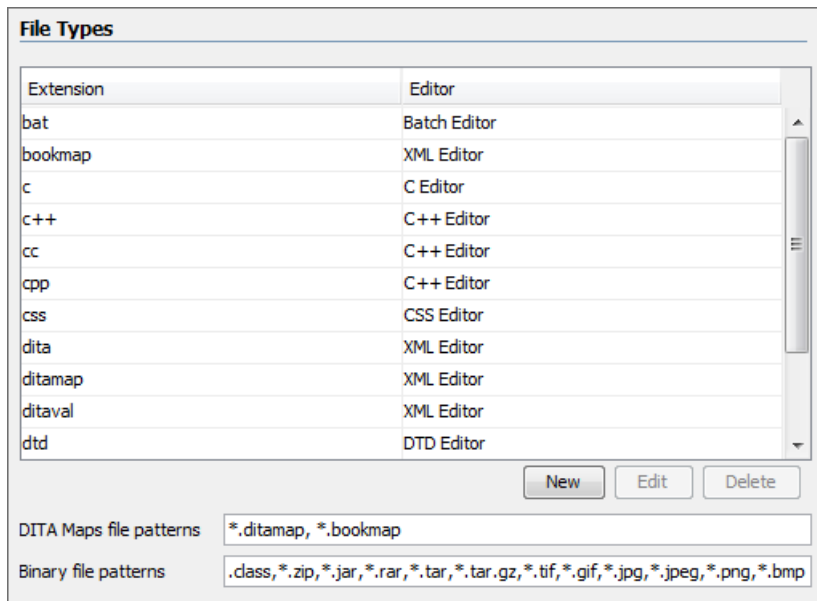 File Types
Extension Editor
bat Batch Editor
bookmap XML Editor
c C Editor
c++ C++ Editor
cc C++ Editor
cpp C++ Editor
css CSS Editor
dita XML Editor
ditamap XML Editor
ditaval XML Editor
dtd DTD Editor
New Edit Delete
DITA Maps file patterns *.ditamap, *.bookmap
Binary file patterns .class,*.zip,*.jar,*.rar,*.tar,*.tar.gz,*.tif,*.gif,*.jpg,*.jpeg,*.png,*.bmp